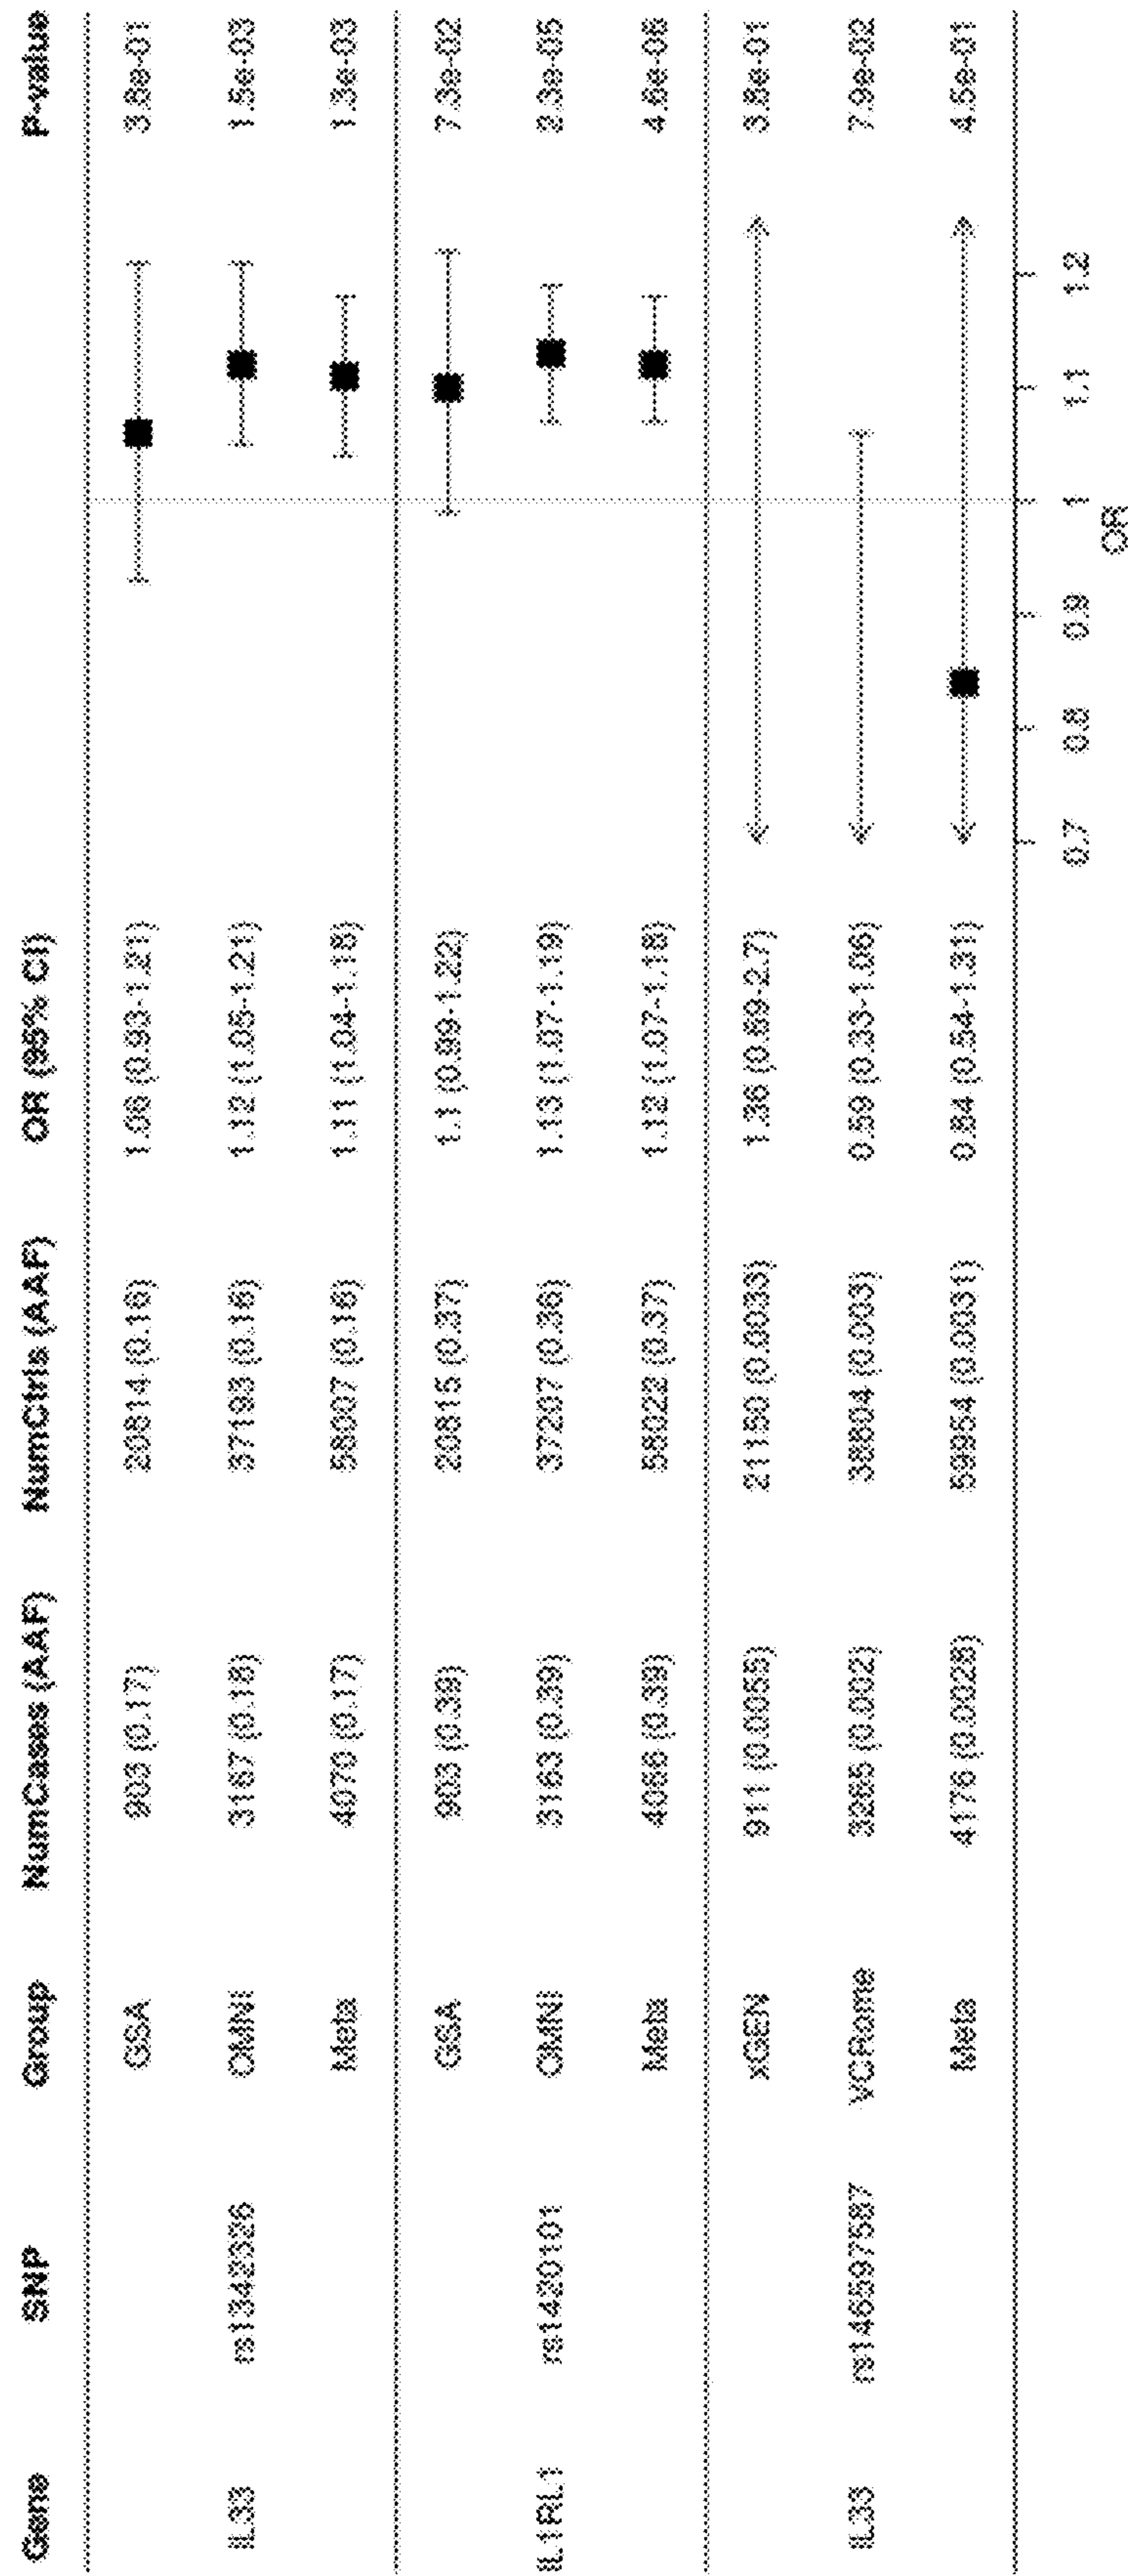 Gene SNP Group NumCases (AAF) NumCtrls (AAF) OR (95% CI) P-value
GSA 903 (0.17) 20814 (0.16) 1.06 (0.93-1.21) 3.8e-01
IL33 rs1342326 OMNI 3167 (0.18) 37193 (0.16) 1.12 (1.05-1.21) 1.5e-03
Meta 4070 (0.17) 58007 (0.16) 1.11 (1.04-1.18) 1.3e-03
GSA 903 (0.39) 20815 (0.37) 1.1 (0.99-1.22) 7.3e-02
IL1RL1 rs1420101 OMNI 3163 (0.39) 37207 (0.36) 1.13 (1.07-1.19) 2.3e-05
Meta 4066 (0.39) 58022 (0.37) 1.12 (1.07-1.18) 4.6e-06
xGEN 911 (0.0055) 21150 (0.0033) 1.36 (0.69-2.7) 3.8e-01
IL33 rs146597587 VCRome 3265 (0.002) 38804 (0.003) 0.59 (0.33-1.06) 7.9e-02
Meta 4176 (0.0028) 59954 (0.0031) 0.84 (0.54-1.31) 4.5e-01
0.7 0.8 0.9 1 1.1 1.2
OR